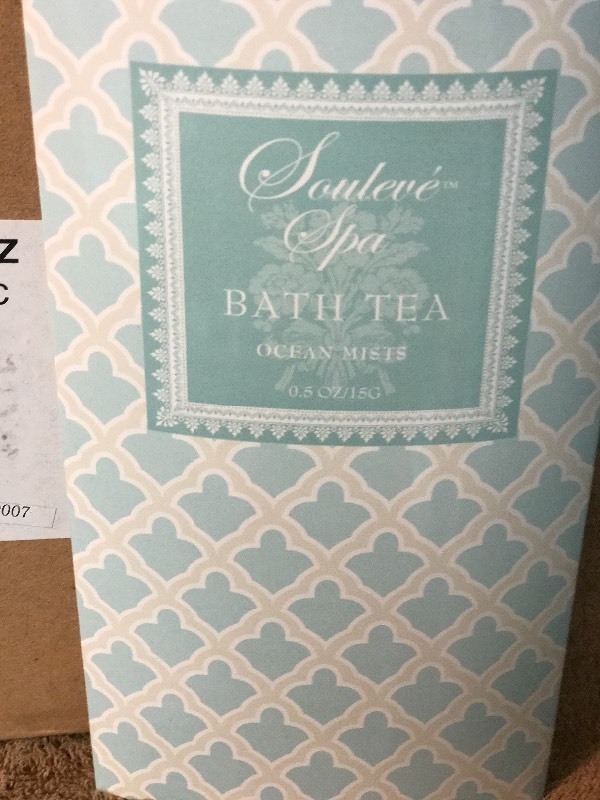 Soulevé™
Spa
BATH TEA
OCEAN MISTS
0.5 OZ/15G
Z
C
007